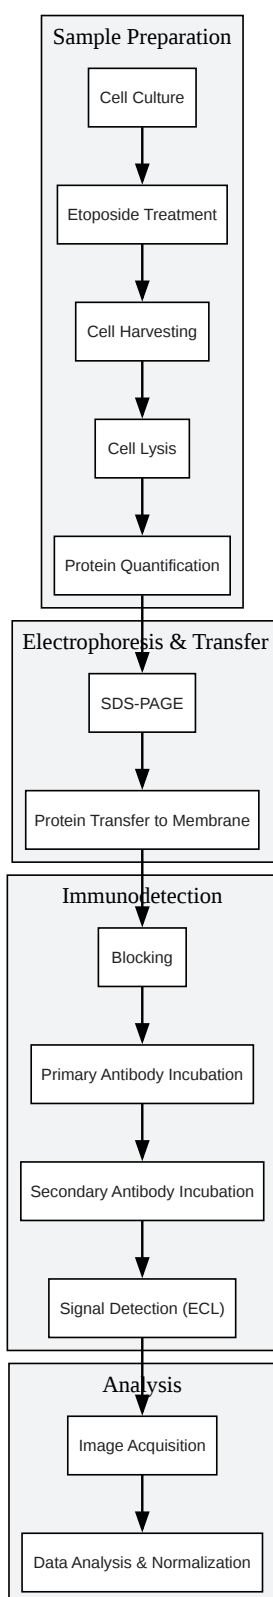 Sample Preparation
Cell Culture
Etoposide Treatment
Cell Harvesting
Cell Lysis
Protein Quantification
Electrophoresis & Transfer
SDS-PAGE
Protein Transfer to Membrane
Immunodetection
Blocking
Primary Antibody Incubation
Secondary Antibody Incubation
Signal Detection (ECL)
Analysis
Image Acquisition
Data Analysis & Normalization